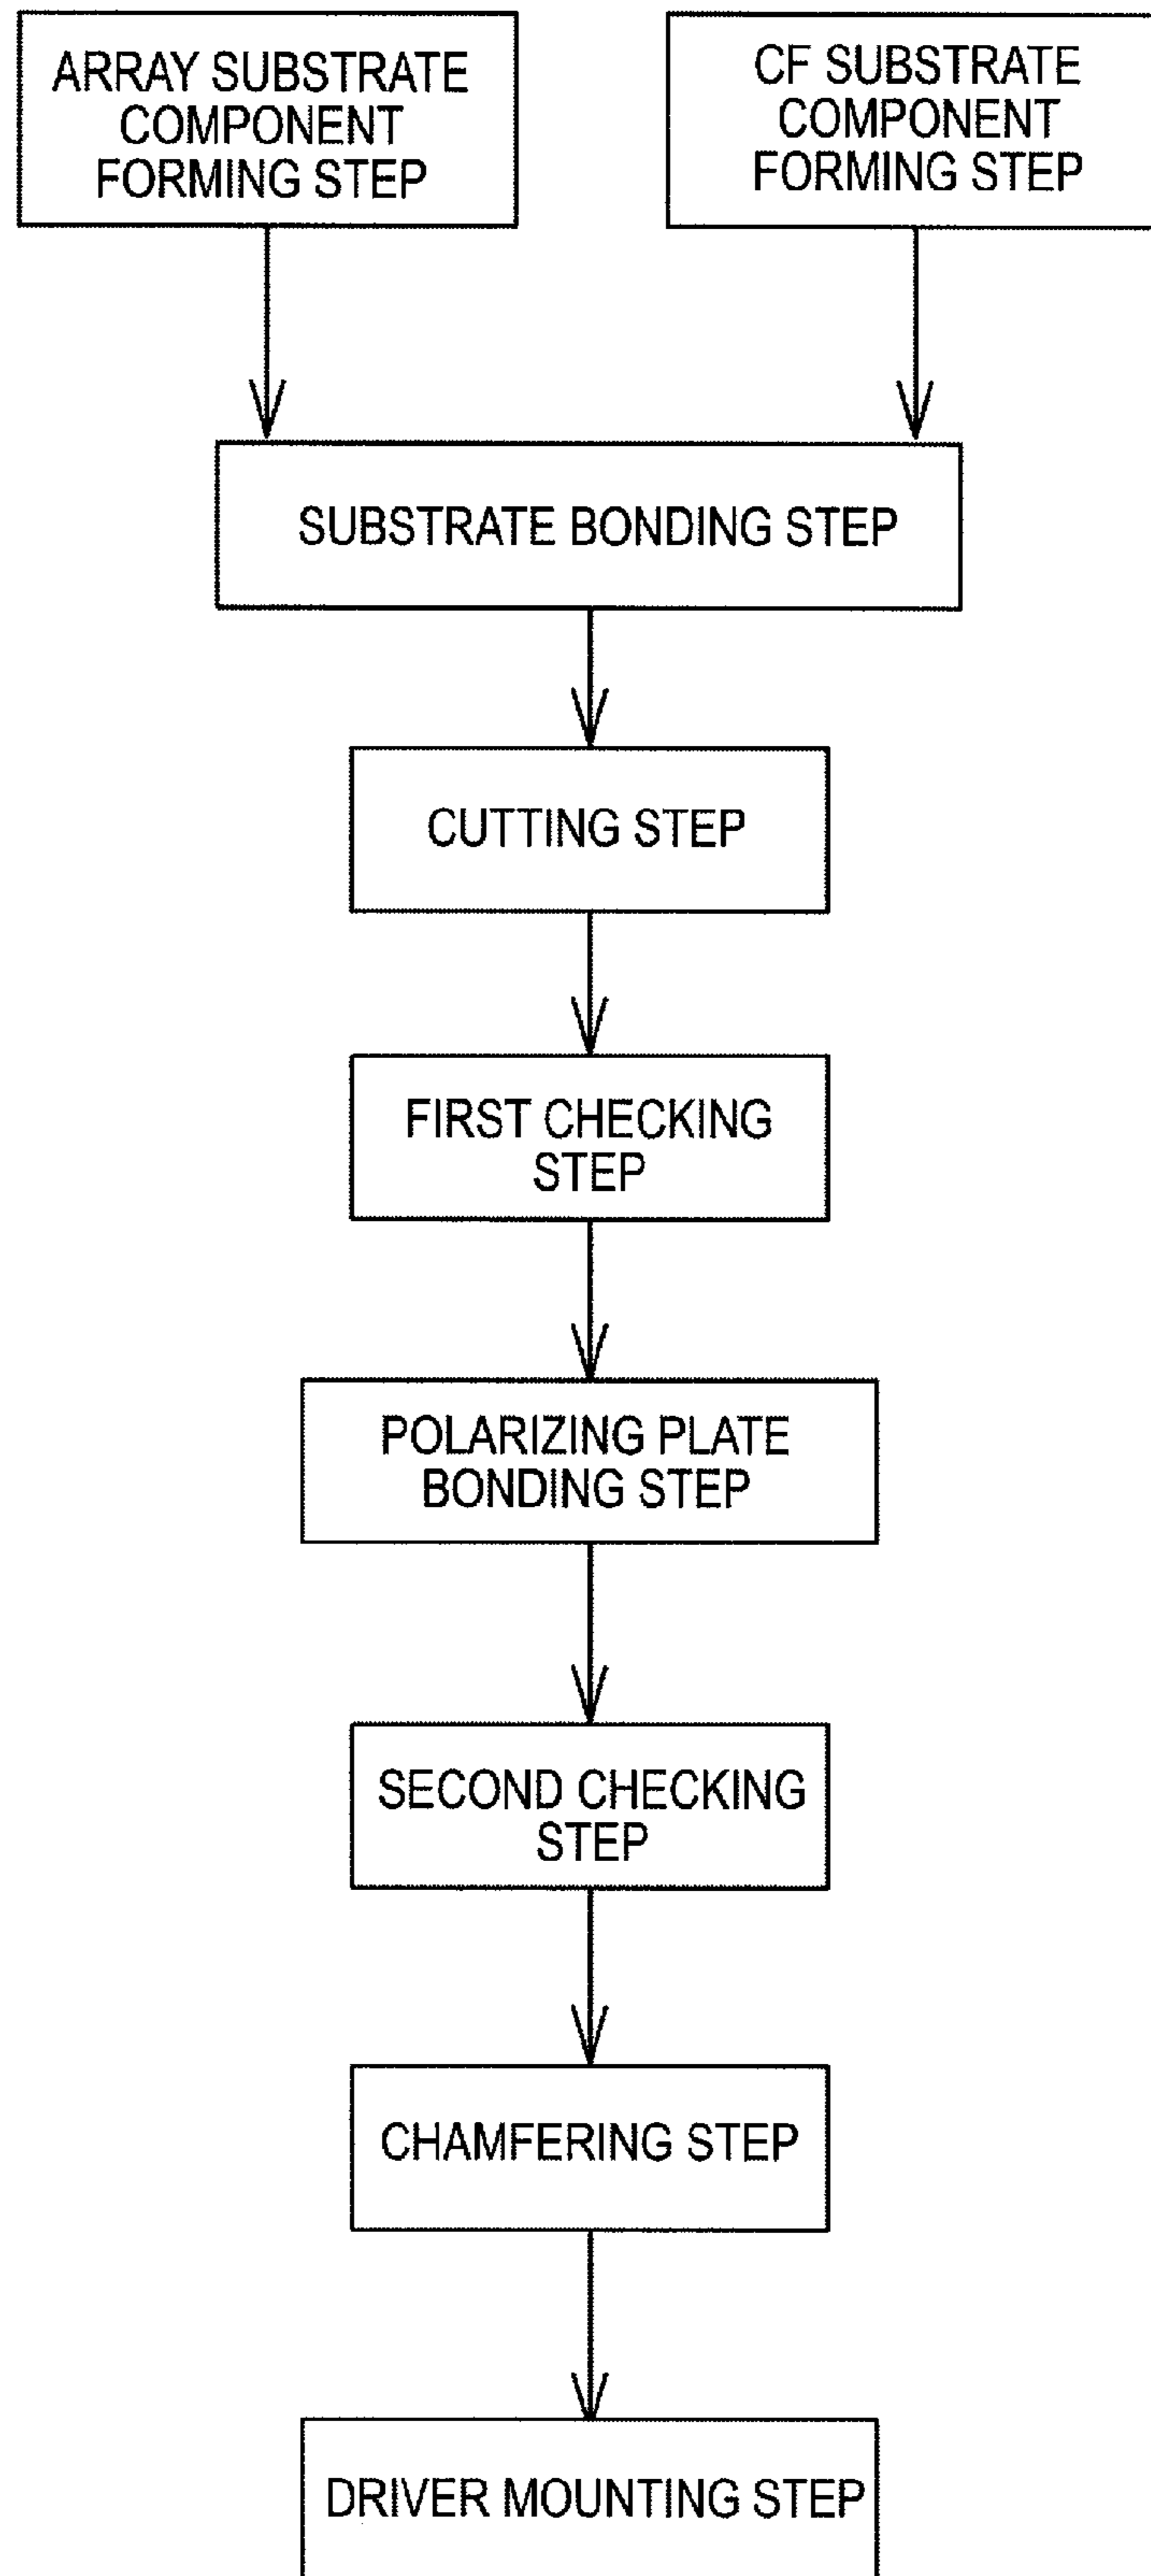 ARRAY SUBSTRATE
COMPONENT
FORMING STEP
CF SUBSTRATE
COMPONENT
FORMING STEP
SUBSTRATE BONDING STEP
CUTTING STEP
FIRST CHECKING
STEP
POLARIZING PLATE
BONDING STEP
SECOND CHECKING
STEP
CHAMFERING STEP
DRIVER MOUNTING STEP